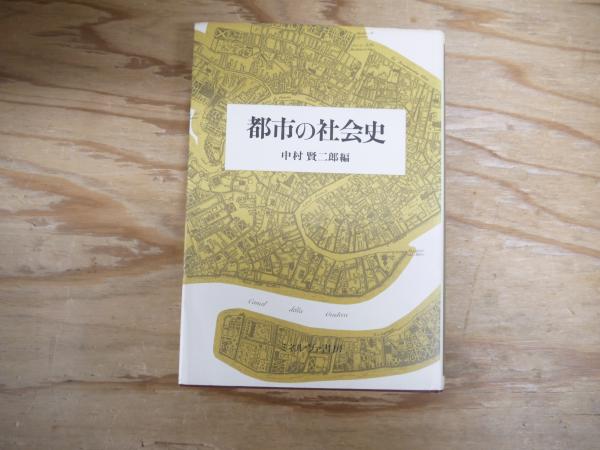 都市の社会史
中村賢二郎編
Canal della Giudeca
ミネルヴァ書房